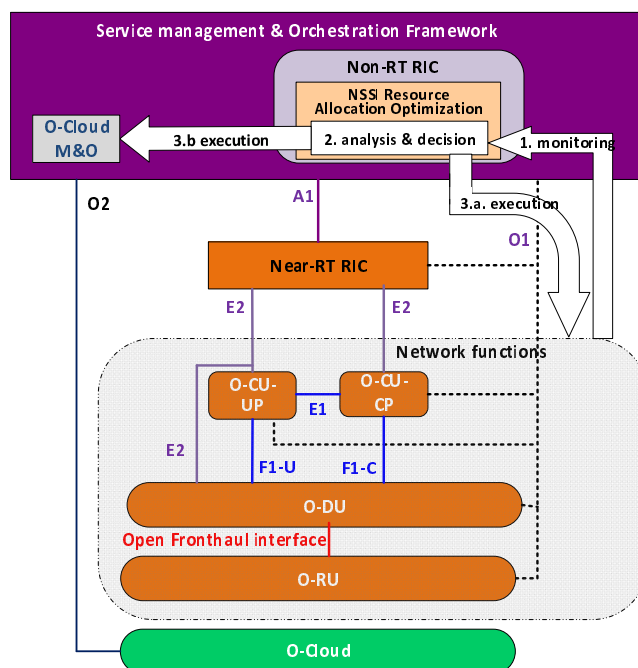 Service management & Orchestration Framework
Non-RT RIC
NSSI Resource
Allocation Optimization
O-Cloud
M&O
3.b execution
2. analysis & decision
1. monitoring
O2
A1
3.a. execution
O1
Near-RT RIC
E2
E2
Network functions
O-CU-
UP
O-CU-
CP
E1
E2
F1-U
F1-C
O-DU
Open Fronthaul interface
O-RU
O-Cloud